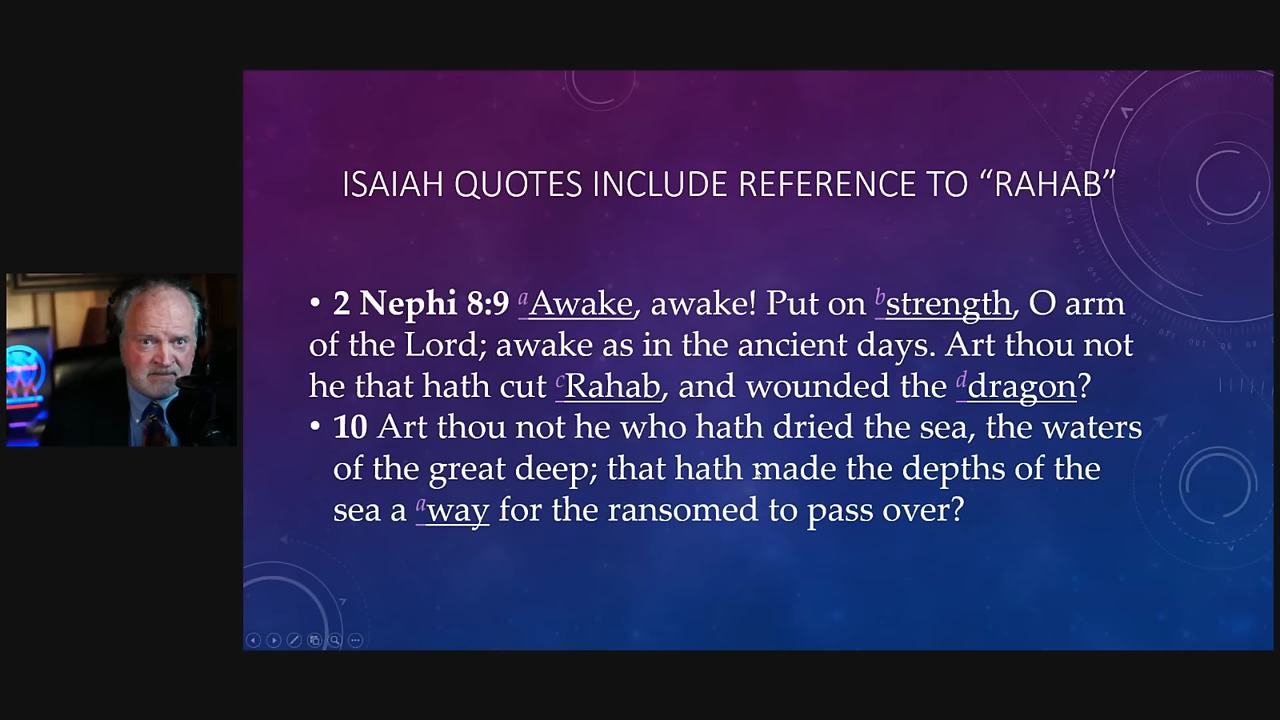 ISAIAH QUOTES INCLUDE REFERENCE TO “RAHAB”
• 2 Nephi 8:9 aAwake, awake! Put on bstrength, O arm
of the Lord; awake as in the ancient days. Art thou not
he that hath cut cRahab, and wounded the ddragon?
• 10 Art thou not he who hath dried the sea, the waters
of the great deep; that hath made the depths of the
sea a away for the ransomed to pass over?